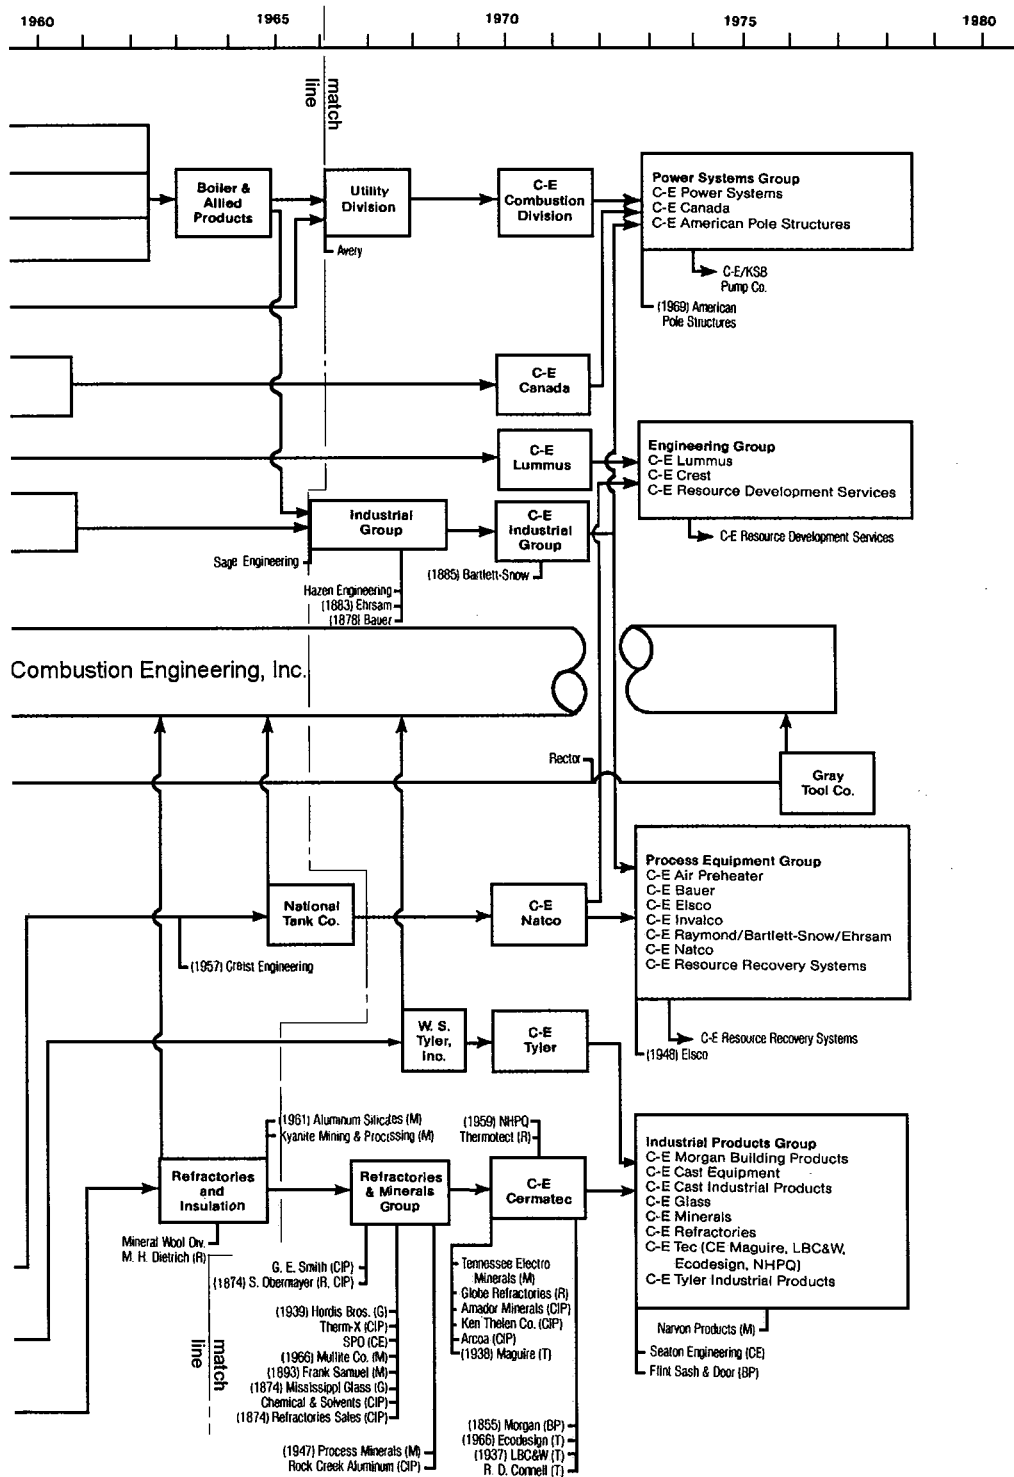 1960 1965 1970 1975 1980
match
line
Boiler &
Allied
Products
Utility
Division
C-E
Combustion
Division
Power Systems Group
C-E Power Systems
C-E Canada
C-E American Pole Structures
Avery
C-E/KSB
Pump Co.
(1969) American
Pole Structures
C-E
Canada
C-E
Lummus
Engineering Group
C-E Lummus
C-E Crest
C-E Resource Development Services
Industrial
Group
C-E
Industrial
Group
C-E Resource Development Services
Sage Engineering
(1885) Bartlett-Snow
Hazen Engineering
(1883) Ehrsam
(1878) Bauer
Combustion Engineering, Inc.
Rector
Gray
Tool Co.
National
Tank Co.
C-E
Natco
Process Equipment Group
C-E Air Preheater
C-E Bauer
C-E Elsco
C-E Invalco
C-E Raymond/Bartlett-Snow/Ehrsam
C-E Natco
C-E Resource Recovery Systems
(1957) Creist Engineering
W. S.
Tyler,
Inc.
C-E
Tyler
C-E Resource Recovery Systems
(1948) Elsco
(1961) Aluminum Silicates (M)
Kyanite Mining & Processing (M)
(1959) NHPQ
Thermotect (R)
Refractories
and
Insulation
Refractories
& Minerals
Group
C-E
Cermatec
Industrial Products Group
C-E Morgan Building Products
C-E Cast Equipment
C-E Cast Industrial Products
C-E Glass
C-E Minerals
C-E Refractories
C-E Tec (CE Maguire, LBC&W,
Ecodesign, NHPQ)
C-E Tyler Industrial Products
Mineral Wool Div.
M. H. Dietrich (R)
match
line
G. E. Smith (CIP)
(1874) S. Obermayer (R, CIP)
(1939) Hordis Bros. (G)
Therm-X (CIP)
SPO (CE)
(1966) Mullite Co. (M)
(1893) Frank Samuel (M)
(1874) Mississippi Glass (G)
Chemical & Solvents (CIP)
(1874) Refractories Sales (CIP)
(1947) Process Minerals (M)
Rock Creek Aluminum (CIP)
Tennessee Electro
Minerals (M)
Globe Refractories (R)
Amador Minerals (CIP)
Ken Thelen Co. (CIP)
Arcoa (CIP)
(1938) Maguire (T)
(1855) Morgan (BP)
(1966) Ecodesign (T)
(1937) LBC&W (T)
R. D. Connell (T)
Narvon Products (M)
Seaton Engineering (CE)
Flint Sash & Door (BP)